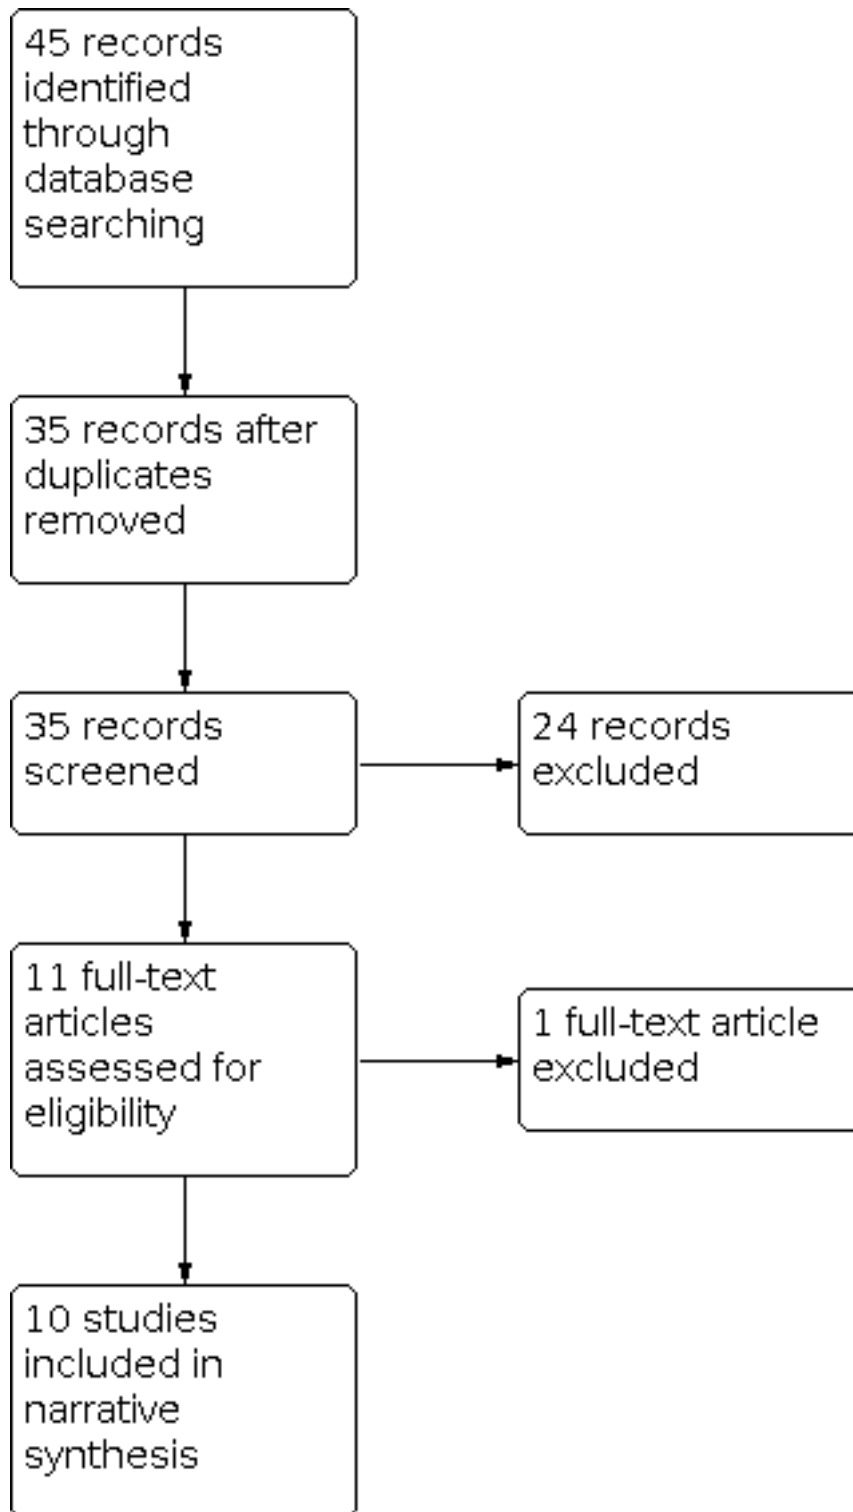 45 records
identified
through
database
searching
35 records after
duplicates
removed
35 records
screened
24 records
excluded
11 full-text
articles
assessed for
eligibility
1 full-text article
excluded
10 studies
included in
narrative
synthesis